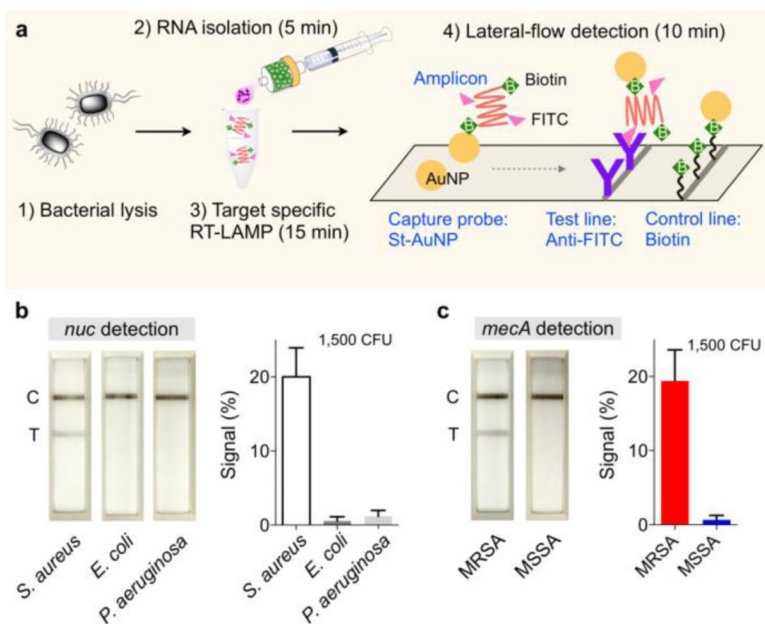 a
2) RNA isolation (5 min)
4) Lateral-flow detection (10 min)
Amplicon
B
Biotin
FITC
B
B
B
B
B
AuNP
1) Bacterial lysis
3) Target specific
RT-LAMP (15 min)
Capture probe:
St-AuNP
Test line:
Anti-FITC
Control line:
Biotin
b
nuc detection
C
T
S. aureus
E. coli
P. aeruginosa
1,500 CFU
Signal (%)
20
10
0
S. aureus
E. coli
P. aeruginosa
c
mecA detection
C
T
MRSA
MSSA
1,500 CFU
Signal (%)
20
10
0
MRSA
MSSA